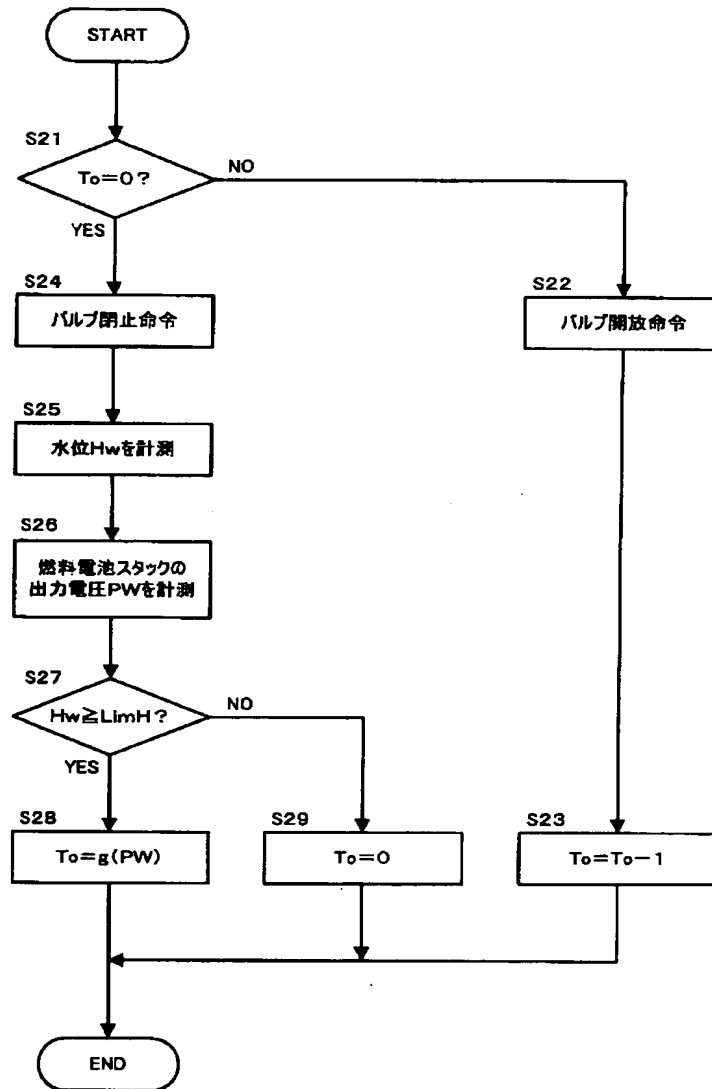 START
S21
To=0?
NO
YES
S24
バルブ閉止命令
S22
バルブ開放命令
S25
水位Hwを計測
S26
燃料電池スタックの
出力電圧PWを計測
S27
Hw≧LimH?
NO
YES
S28
To=g(PW)
S29
To=0
S23
To=To-1
END